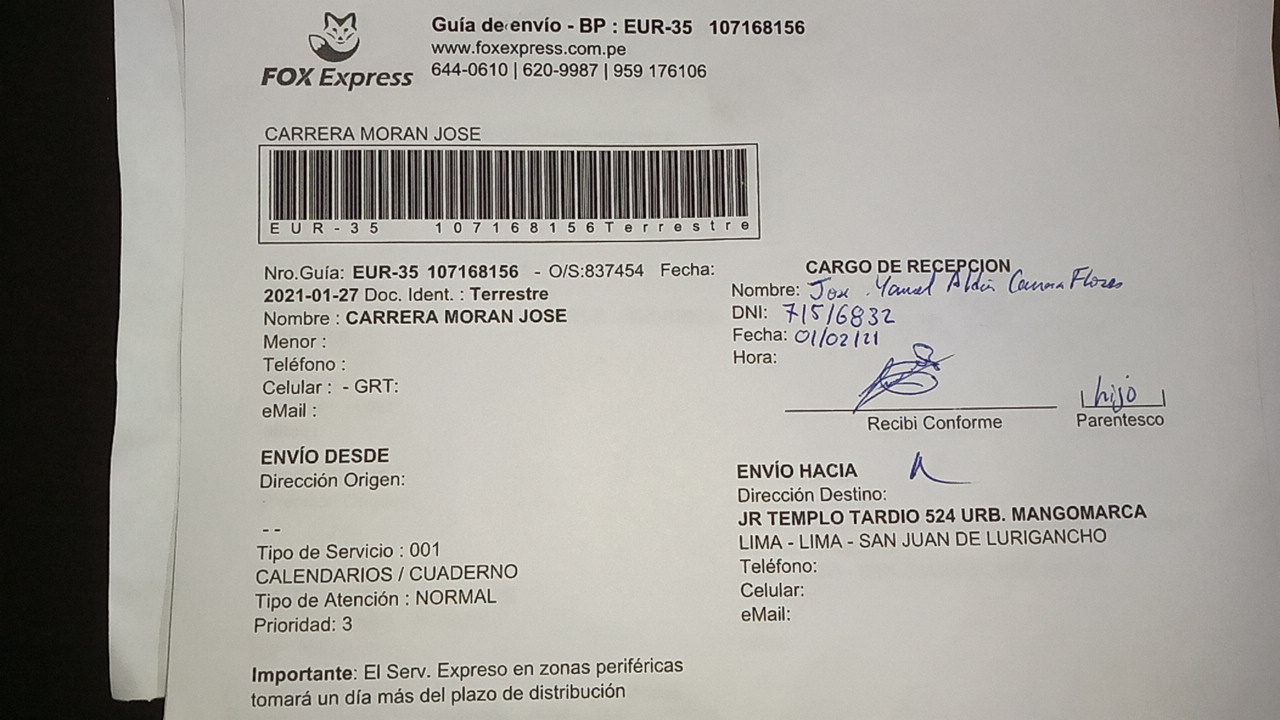 FOX Express
Guía de envío - BP : EUR-35 107168156
www.foxexpress.com.pe
644-0610 | 620-9987 | 959 176106
CARRERA MORAN JOSE
EUR-35 107168156Terrestre
Nro.Guía: EUR-35 107168156 - O/S:837454 Fecha:
2021-01-27 Doc. Ident. : Terrestre
Nombre : CARRERA MORAN JOSE
Menor :
Teléfono :
Celular : - GRT:
eMail :
CARGO DE RECEPCION
Nombre: Jose Flores
DNI: 71516832
Fecha: 01/02/21
Hora:
Recibi Conforme
hijo
Parentesco
ENVÍO DESDE
Dirección Origen:
- -
Tipo de Servicio : 001
CALENDARIOS / CUADERNO
Tipo de Atención : NORMAL
Prioridad: 3
ENVÍO HACIA
Dirección Destino:
JR TEMPLO TARDIO 524 URB. MANGOMARCA
LIMA - LIMA - SAN JUAN DE LURIGANCHO
Teléfono:
Celular:
eMail:
Importante: El Serv. Expreso en zonas periféricas
tomará un día más del plazo de distribución